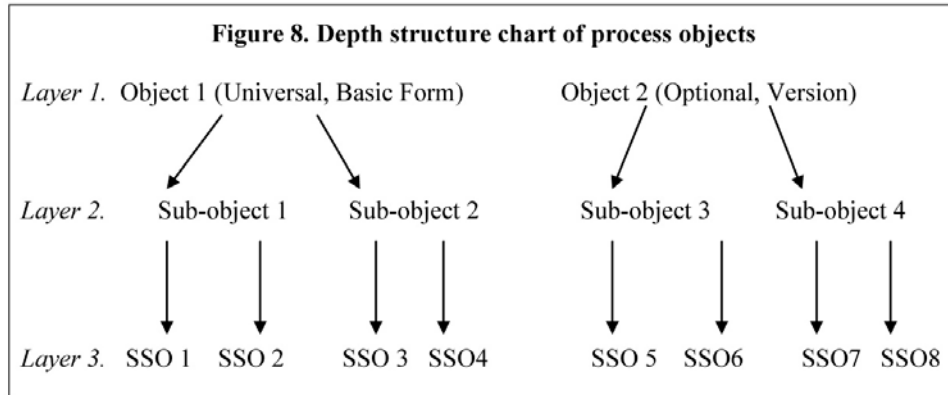 Figure 8. Depth structure chart of process objects
Layer 1. Object 1 (Universal, Basic Form) Object 2 (Optional, Version)
Layer 2. Sub-object 1 Sub-object 2 Sub-object 3 Sub-object 4
Layer 3. SSO 1 SSO 2 SSO 3 SSO4 SSO 5 SSO6 SSO7 SSO8